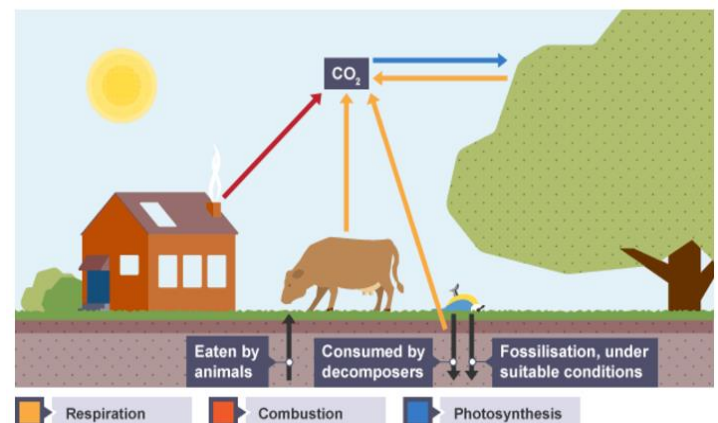 CO₂
Eaten by
animals
Consumed by
decomposers
Fossilisation, under
suitable conditions
Respiration
Combustion
Photosynthesis